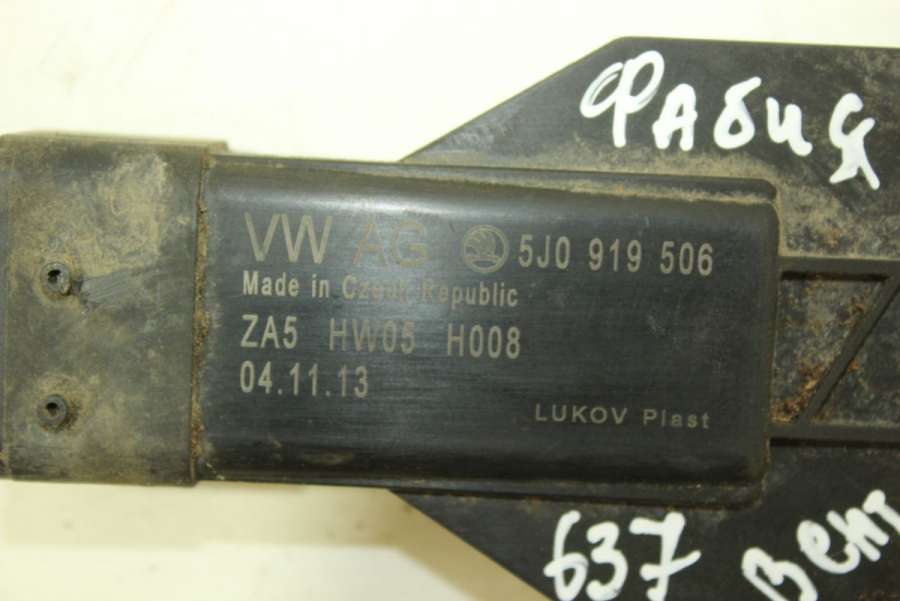 Фабия
VW AG 5J0 919 506
Made in Czech Republic
ZA5 HW05 H008
04.11.13
LUKOV Plast
637 Вент